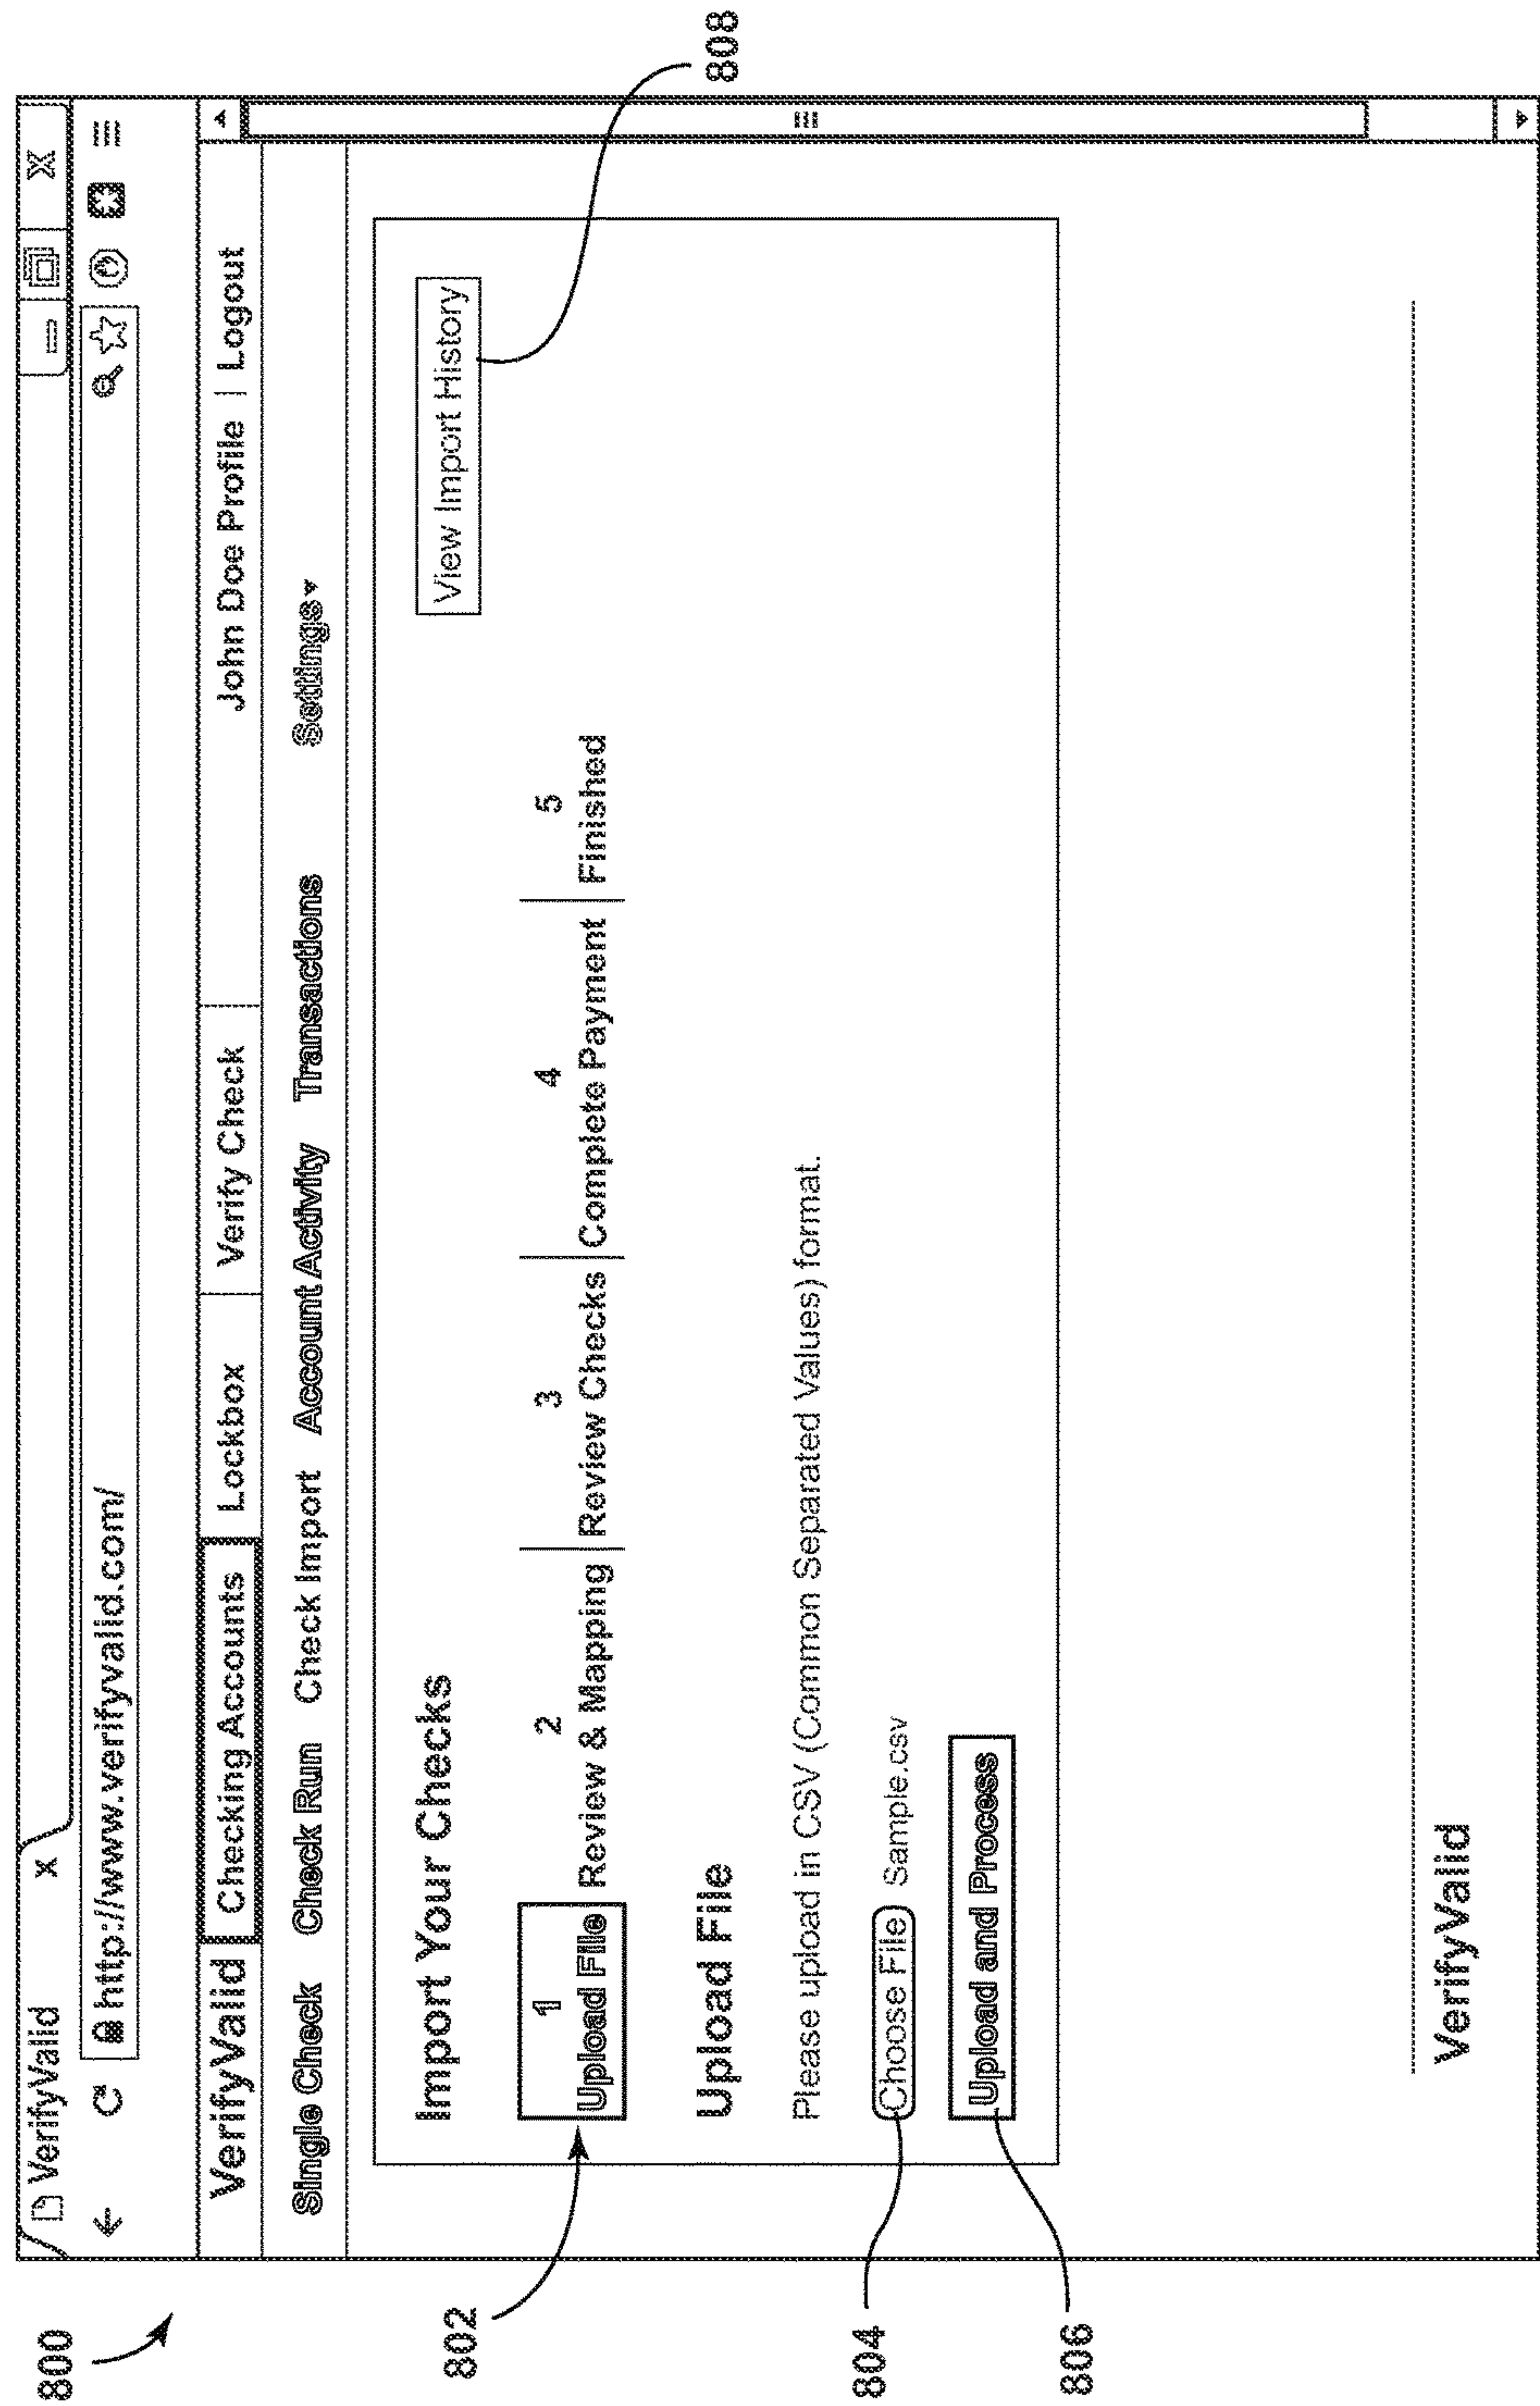 800
VerifyValid x
http://www.verifyvalid.com/
VerifyValid | Checking Accounts | Lockbox | Verify Check | John Doe Profile | Logout
Single Check Check Run Check Import Account Activity Transactions Settings
Import Your Checks
View Import History
808
802
1 2 3 4 5
Upload File Review & Mapping Review Checks Complete Payment Finished
Upload File
Please upload in CSV (Common Separated Values) format.
804
Choose File Sample.csv
806
Upload and Process
VerifyValid